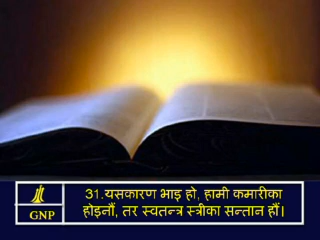 31.यसकारण भाइ हो, हामी कमारीका
होइनौं, तर स्वतन्त्र स्त्रीका सन्तान हौं।
GNP